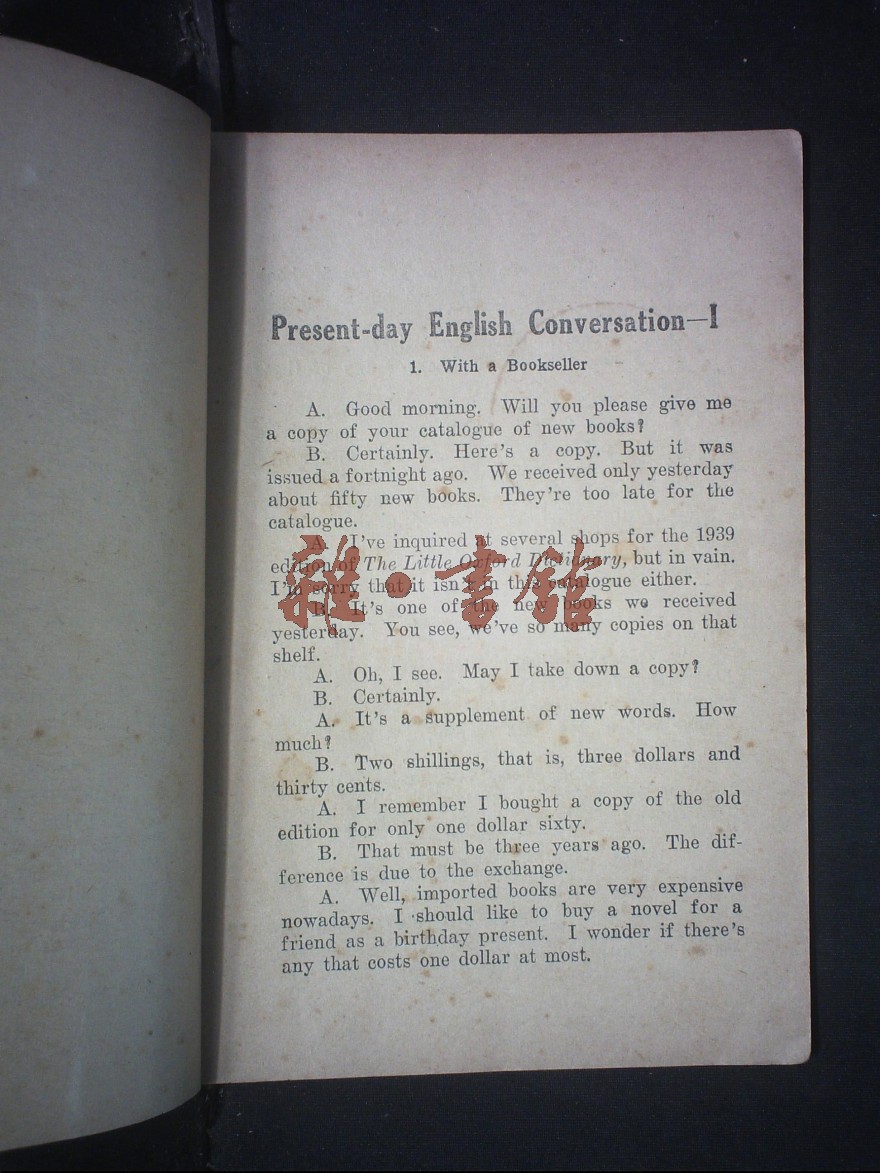 Present-day English Conversation—I
1. With a Bookseller
A. Good morning. Will you please give me
a copy of your catalogue of new books?
B. Certainly. Here's a copy. But it was
issued a fortnight ago. We received only yesterday
about fifty new books. They're too late for the
catalogue.
A. I've inquired at several shops for the 1939
edition of The Little Oxford Dictionary, but in vain.
I'm sorry that it isn't in this catalogue either.
B. It's one of the new books we received
yesterday. You see, we've so many copies on that
shelf.
A. Oh, I see. May I take down a copy?
B. Certainly.
A. It's a supplement of new words. How
much?
B. Two shillings, that is, three dollars and
thirty cents.
A. I remember I bought a copy of the old
edition for only one dollar sixty.
B. That must be three years ago. The dif-
ference is due to the exchange.
A. Well, imported books are very expensive
nowadays. I should like to buy a novel for a
friend as a birthday present. I wonder if there's
any that costs one dollar at most.
雜·書館